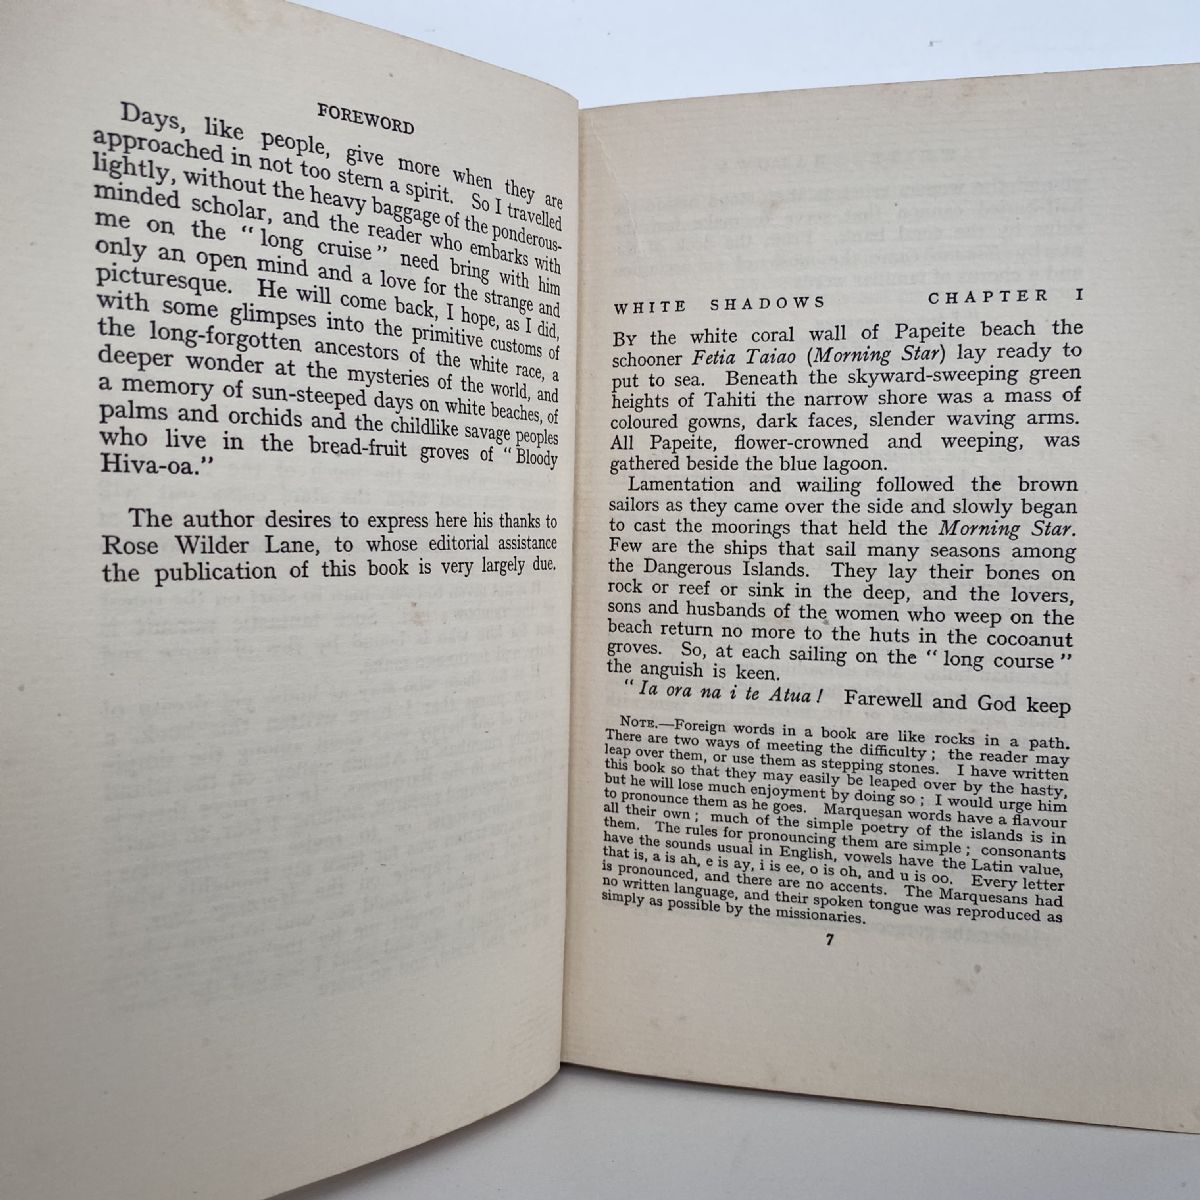 FOREWORD
Days, like people, give more when they are
approached in not too stern a spirit. So I travelled
lightly, without the heavy baggage of the ponderous-
minded scholar, and the reader who embarks with
me on the "long cruise" need bring with him
only an open mind and a love for the strange and
picturesque. He will come back, I hope, as I did,
with some glimpses into the primitive customs of
the long-forgotten ancestors of the white race, a
deeper wonder at the mysteries of the world, and
a memory of sun-steeped days on white beaches, of
palms and orchids and the childlike savage peoples
who live in the bread-fruit groves of "Bloody
Hiva-oa."
The author desires to express here his thanks to
Rose Wilder Lane, to whose editorial assistance
the publication of this book is very largely due.
WHITE SHADOWS CHAPTER I
BY the white coral wall of Papeite beach the
schooner Fetia Taiao (Morning Star) lay ready to
put to sea. Beneath the skyward-sweeping green
heights of Tahiti the narrow shore was a mass of
coloured gowns, dark faces, slender waving arms.
All Papeite, flower-crowned and weeping, was
gathered beside the blue lagoon.
Lamentation and wailing followed the brown
sailors as they came over the side and slowly began
to cast the moorings that held the Morning Star.
Few are the ships that sail many seasons among
the Dangerous Islands. They lay their bones on
rock or reef or sink in the deep, and the lovers,
sons and husbands of the women who weep on the
beach return no more to the huts in the cocoanut
groves. So, at each sailing on the "long course"
the anguish is keen.
"Ia ora na i te Atua! Farewell and God keep
NOTE.—Foreign words in a book are like rocks in a path.
There are two ways of meeting the difficulty; the reader may
leap over them, or use them as stepping stones. I have written
this book so that they may easily be leaped over by the hasty,
but he will lose much enjoyment by doing so; I would urge him
to pronounce them as he goes. Marquesan words have a flavour
all their own; much of the simple poetry of the islands is in
them. The rules for pronouncing them are simple; consonants
have the sounds usual in English, vowels have the Latin value,
that is, a is ah, e is ay, i is ee, o is oh, and u is oo. Every letter
is pronounced, and there are no accents. The Marquesans had
no written language, and their spoken tongue was reproduced as
simply as possible by the missionaries.
7